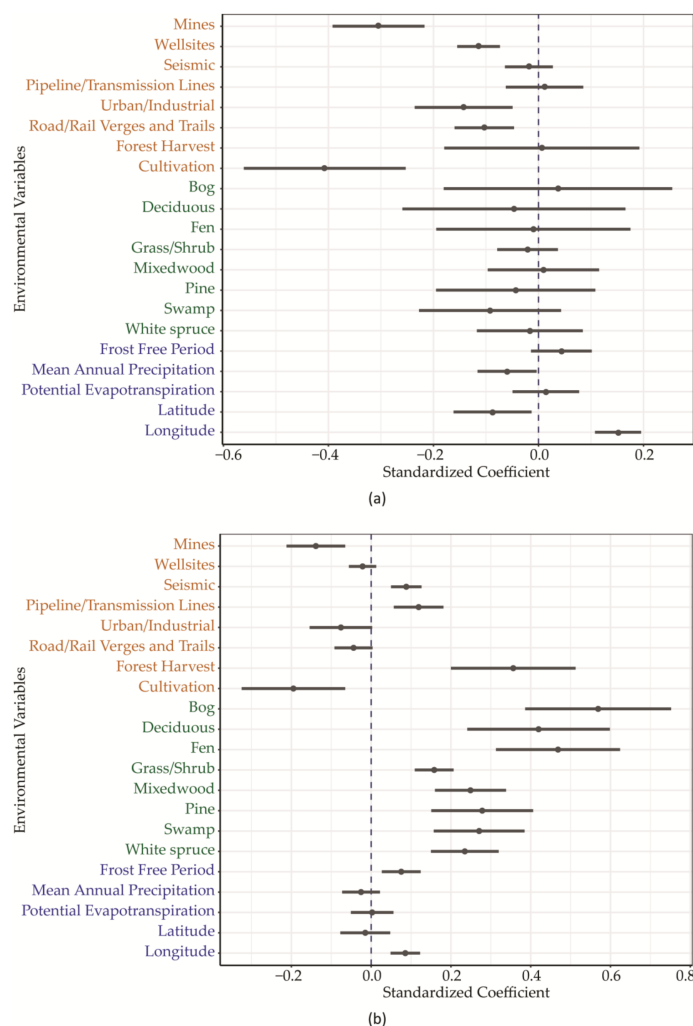 Mines
Wellsites
Seismic
Pipeline/Transmission Lines
Urban/Industrial
Road/Rail Verges and Trails
Forest Harvest
Cultivation
Bog
Deciduous
Fen
Grass/Shrub
Mixedwood
Pine
Swamp
White spruce
Frost Free Period
Mean Annual Precipitation
Potential Evapotranspiration
Latitude
Longitude
Environmental Variables
−0.6 −0.4 −0.2 0.0 0.2
Standardized Coefficient
(a)
Mines
Wellsites
Seismic
Pipeline/Transmission Lines
Urban/Industrial
Road/Rail Verges and Trails
Forest Harvest
Cultivation
Bog
Deciduous
Fen
Grass/Shrub
Mixedwood
Pine
Swamp
White spruce
Frost Free Period
Mean Annual Precipitation
Potential Evapotranspiration
Latitude
Longitude
Environmental Variables
−0.2 0.0 0.2 0.4 0.6 0.8
Standardized Coefficient
(b)